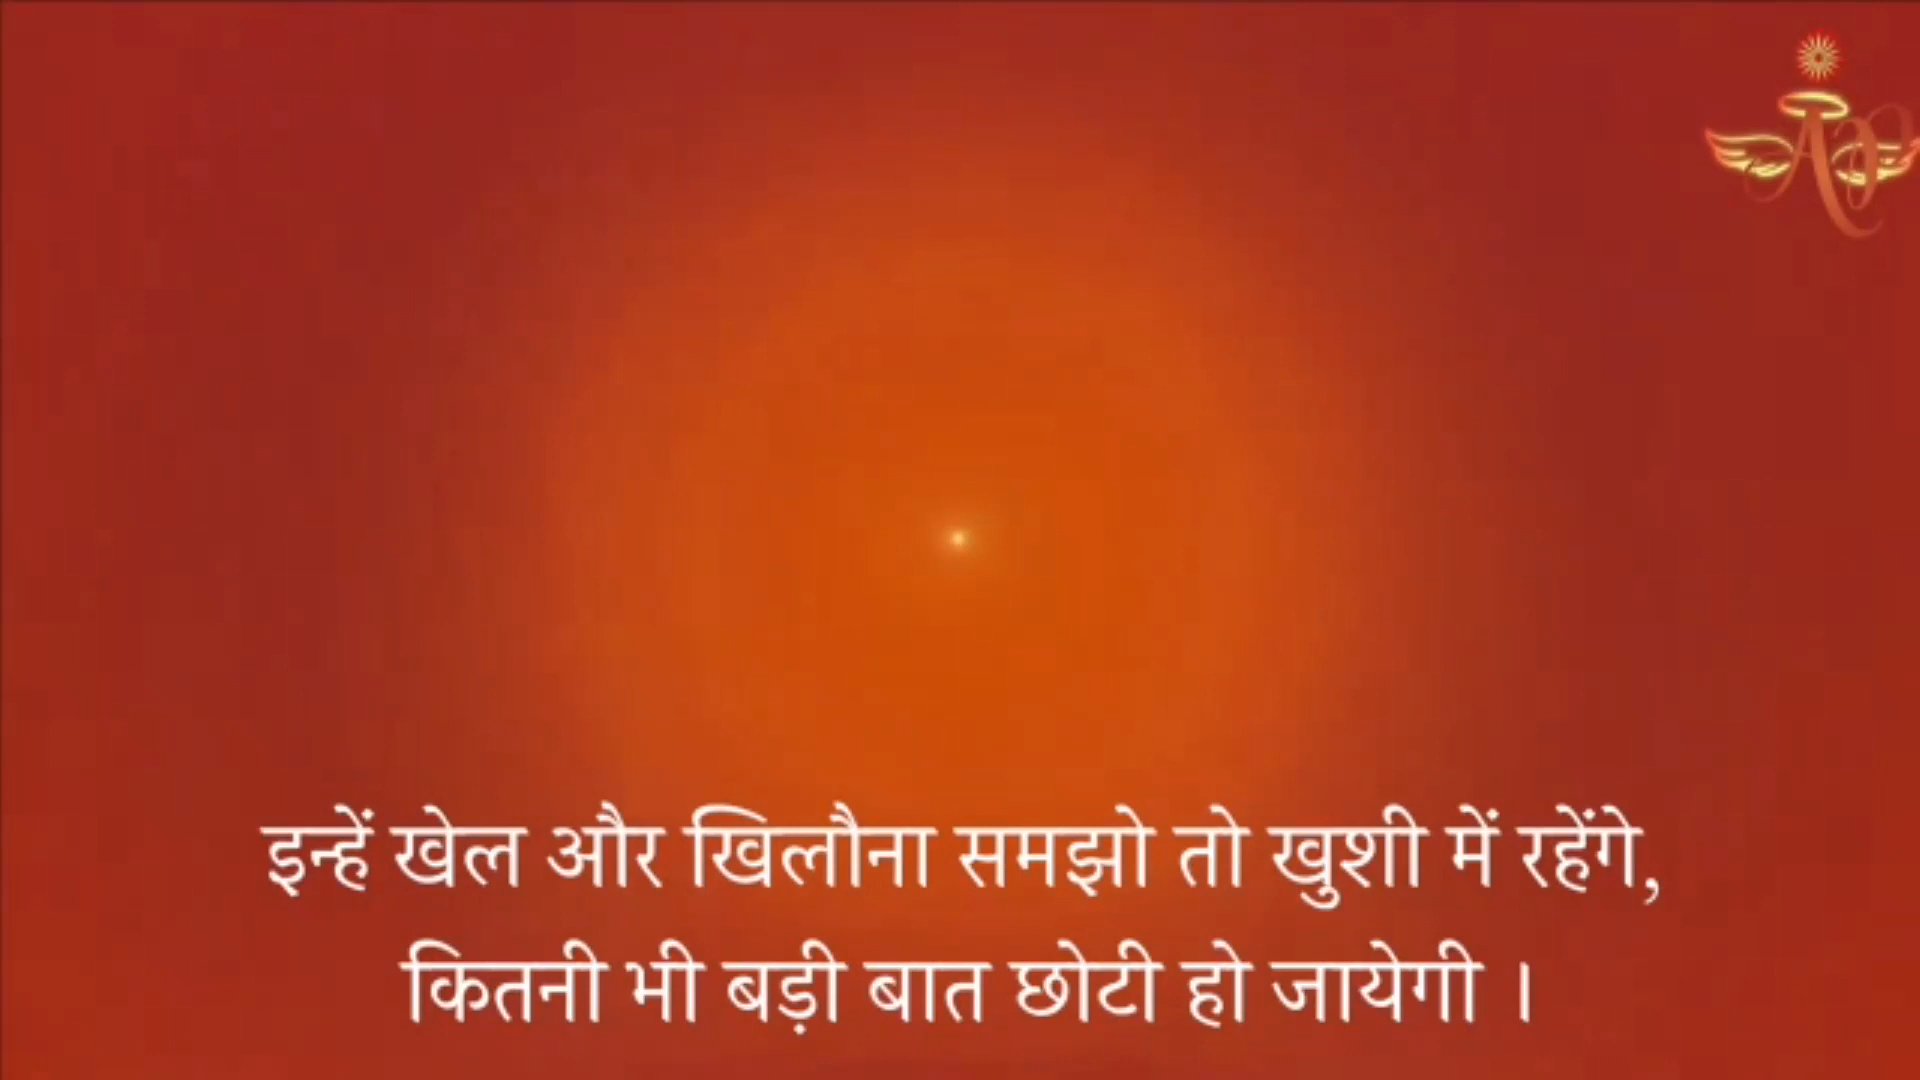 इन्हें खेल और खिलौना समझो तो खुशी में रहेंगे,
कितनी भी बड़ी बात छोटी हो जायेगी ।